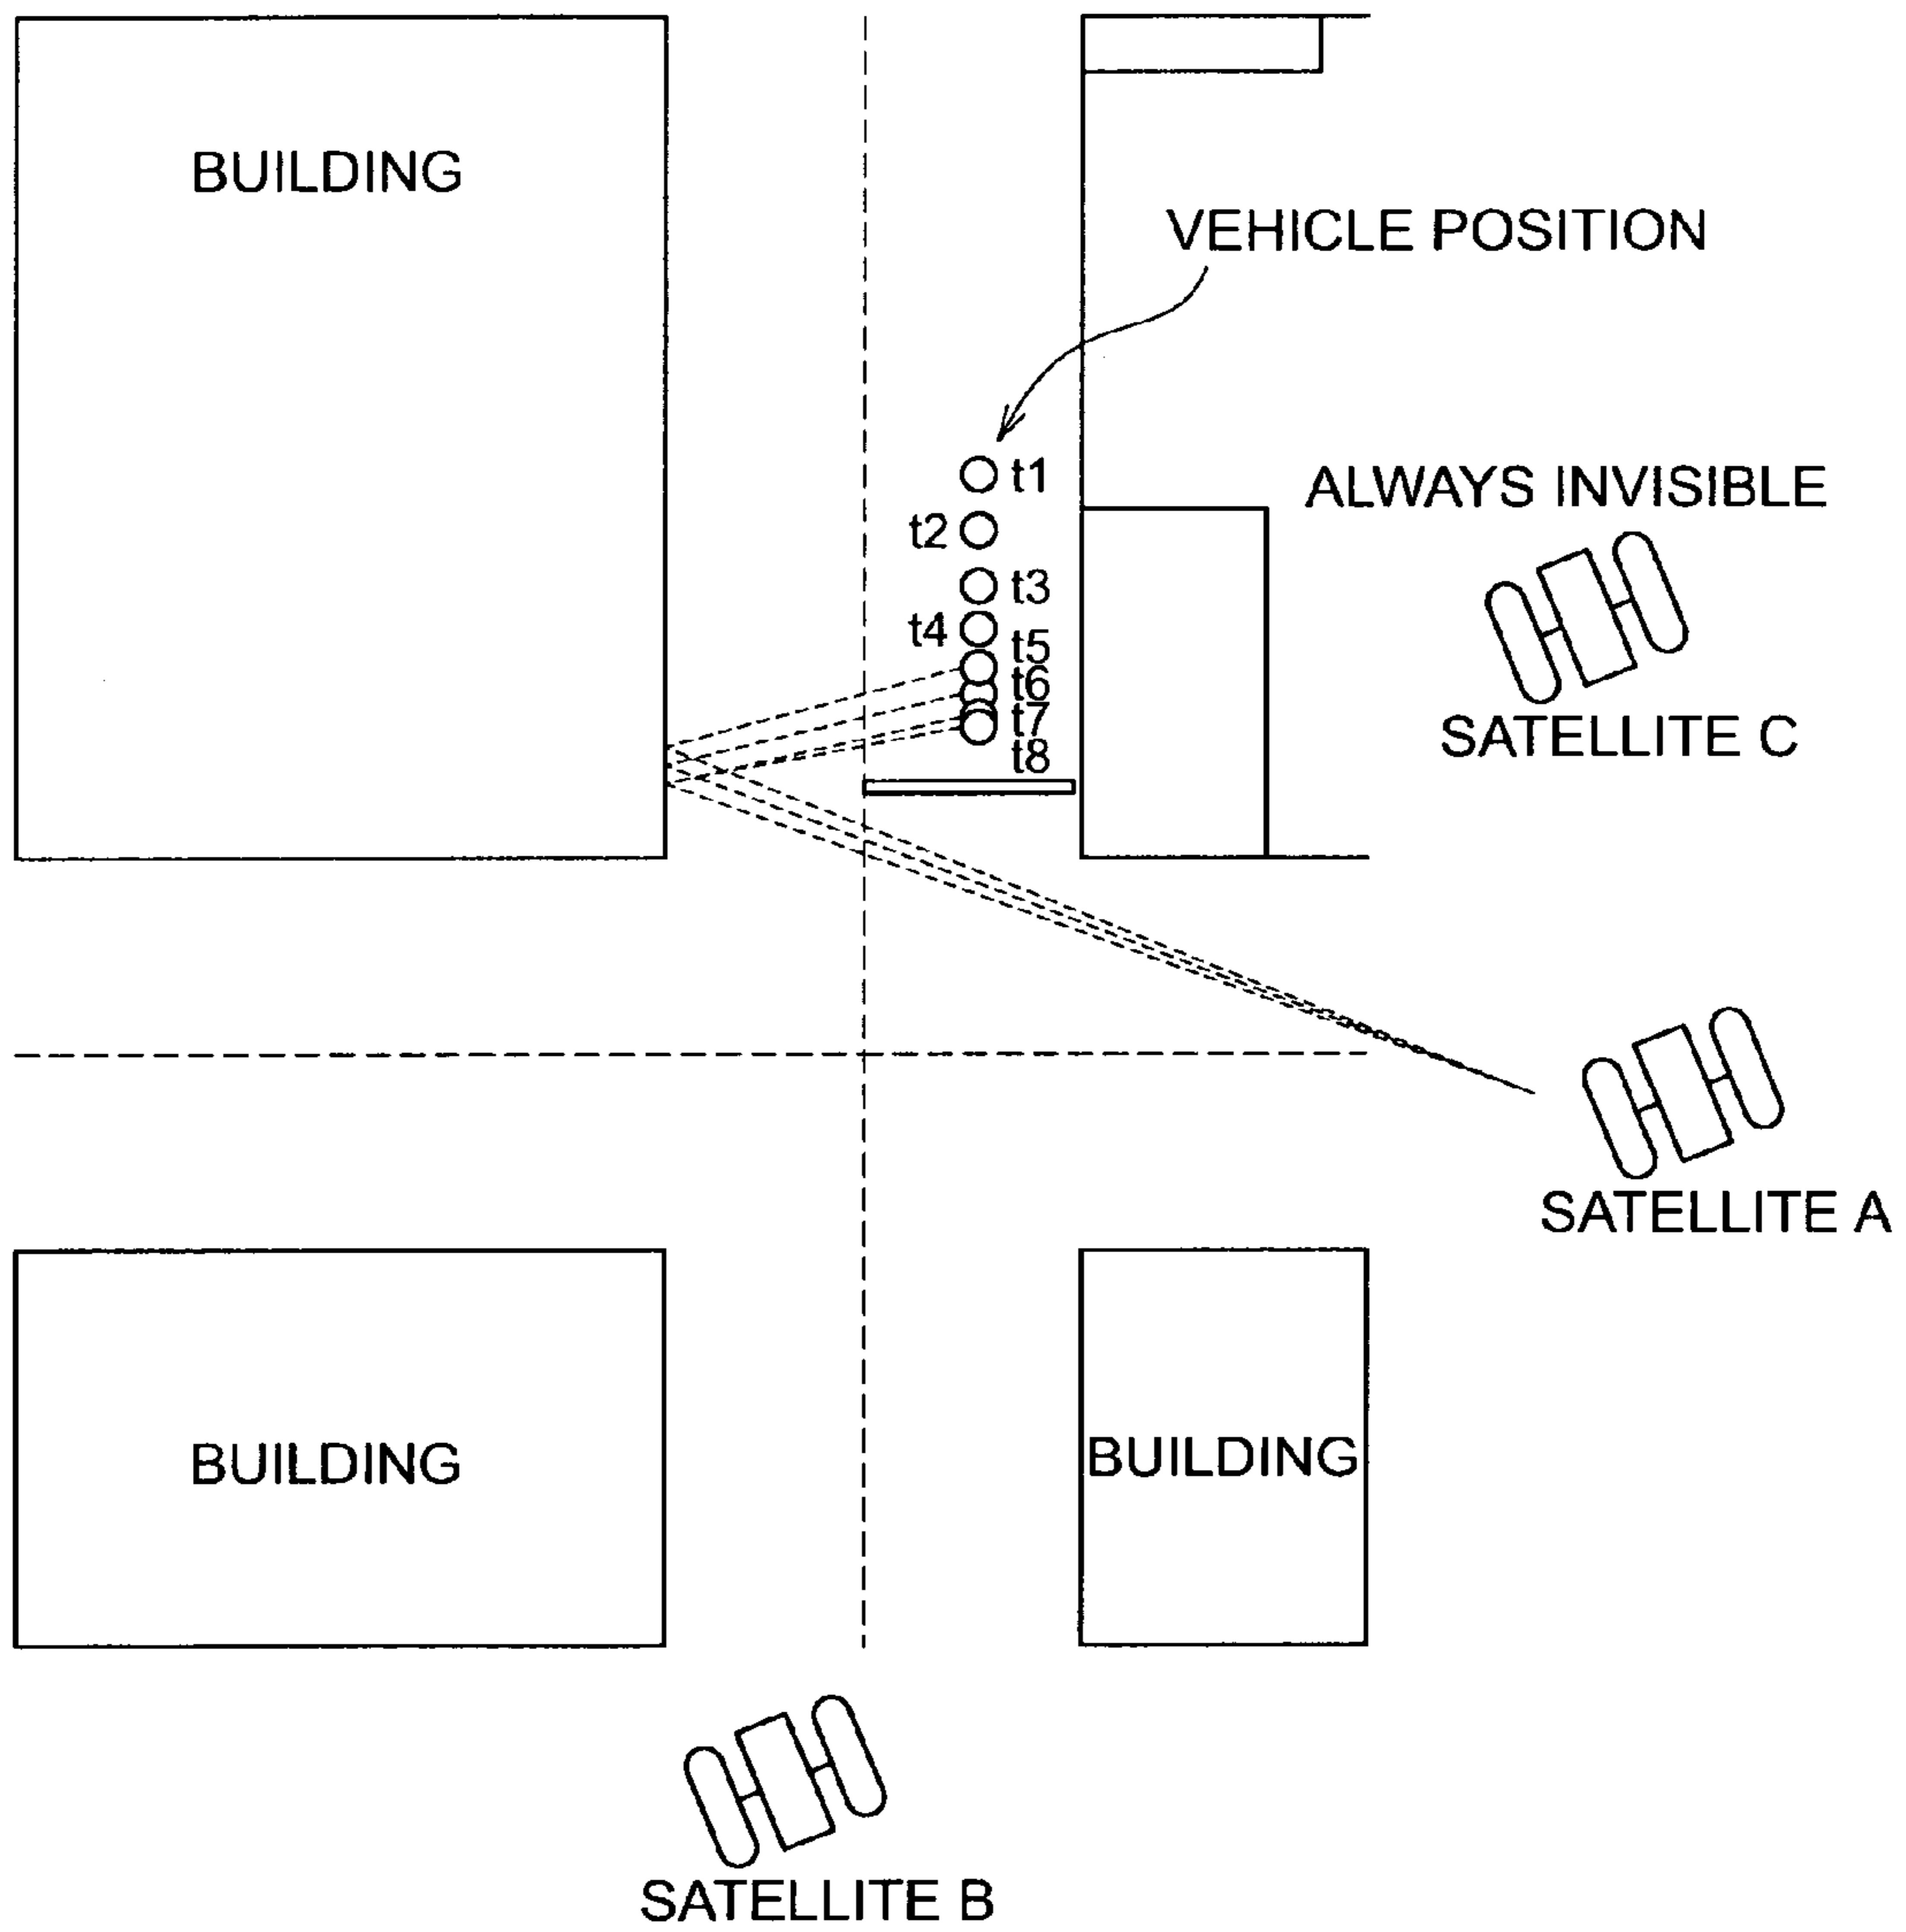 BUILDING
VEHICLE POSITION
t1
ALWAYS INVISIBLE
t2
t3
t4
t5
t6
t7
SATELLITE C
t8
SATELLITE A
BUILDING
BUILDING
SATELLITE B